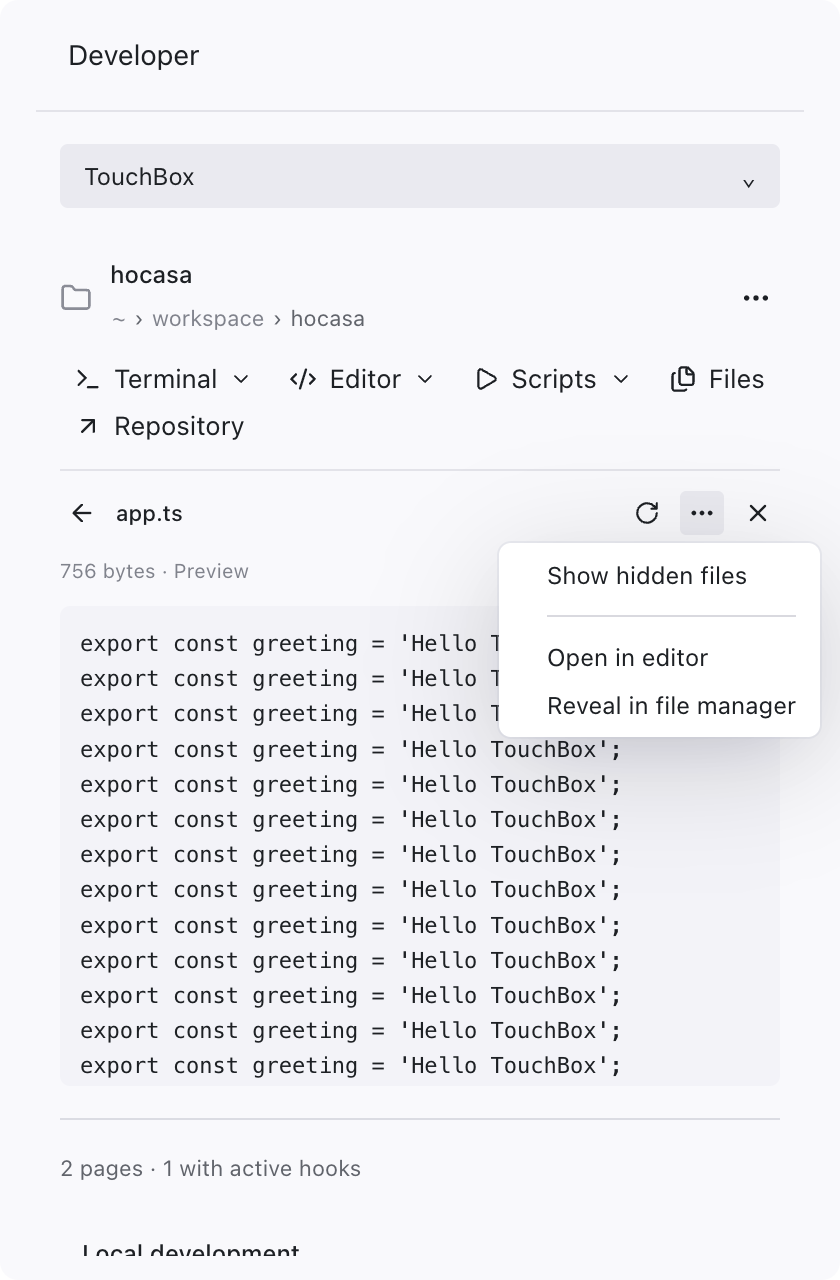 Developer
TouchBox
hocasa
~ › workspace › hocasa
Terminal Editor Scripts Files
Repository
app.ts
756 bytes · Preview
Show hidden files
Open in editor
Reveal in file manager
export const greeting = 'Hello T
export const greeting = 'Hello T
export const greeting = 'Hello T
export const greeting = 'Hello TouchBox';
export const greeting = 'Hello TouchBox';
export const greeting = 'Hello TouchBox';
export const greeting = 'Hello TouchBox';
export const greeting = 'Hello TouchBox';
export const greeting = 'Hello TouchBox';
export const greeting = 'Hello TouchBox';
export const greeting = 'Hello TouchBox';
export const greeting = 'Hello TouchBox';
export const greeting = 'Hello TouchBox';
2 pages · 1 with active hooks
Local development